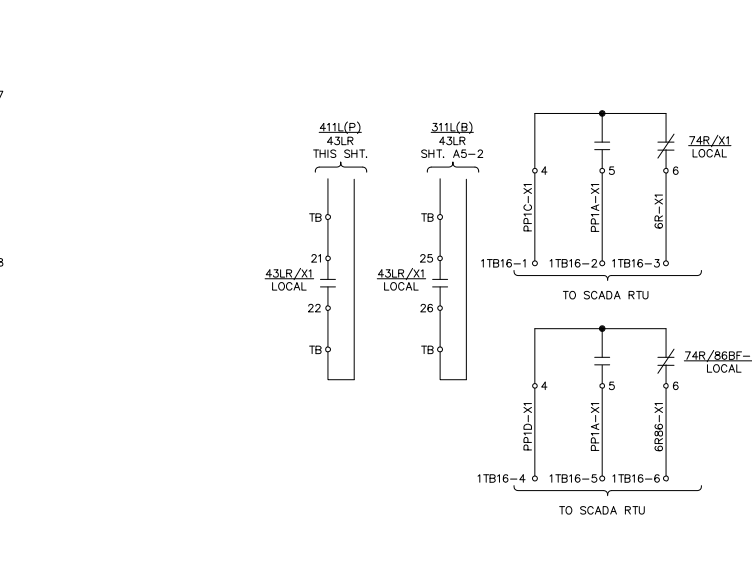 7
8
411L(P)
43LR
THIS SHT.
TB
21
43LR/X1
LOCAL
22
TB
311L(B)
43LR
SHT. A5-2
TB
25
43LR/X1
LOCAL
26
TB
74R/X1
LOCAL
4
5
6
PP1C-X1
PP1A-X1
6R-X1
1TB16-1
1TB16-2
1TB16-3
TO SCADA RTU
74R/86BF-
LOCAL
4
5
6
PP1D-X1
PP1A-X1
6R86-X1
1TB16-4
1TB16-5
1TB16-6
TO SCADA RTU